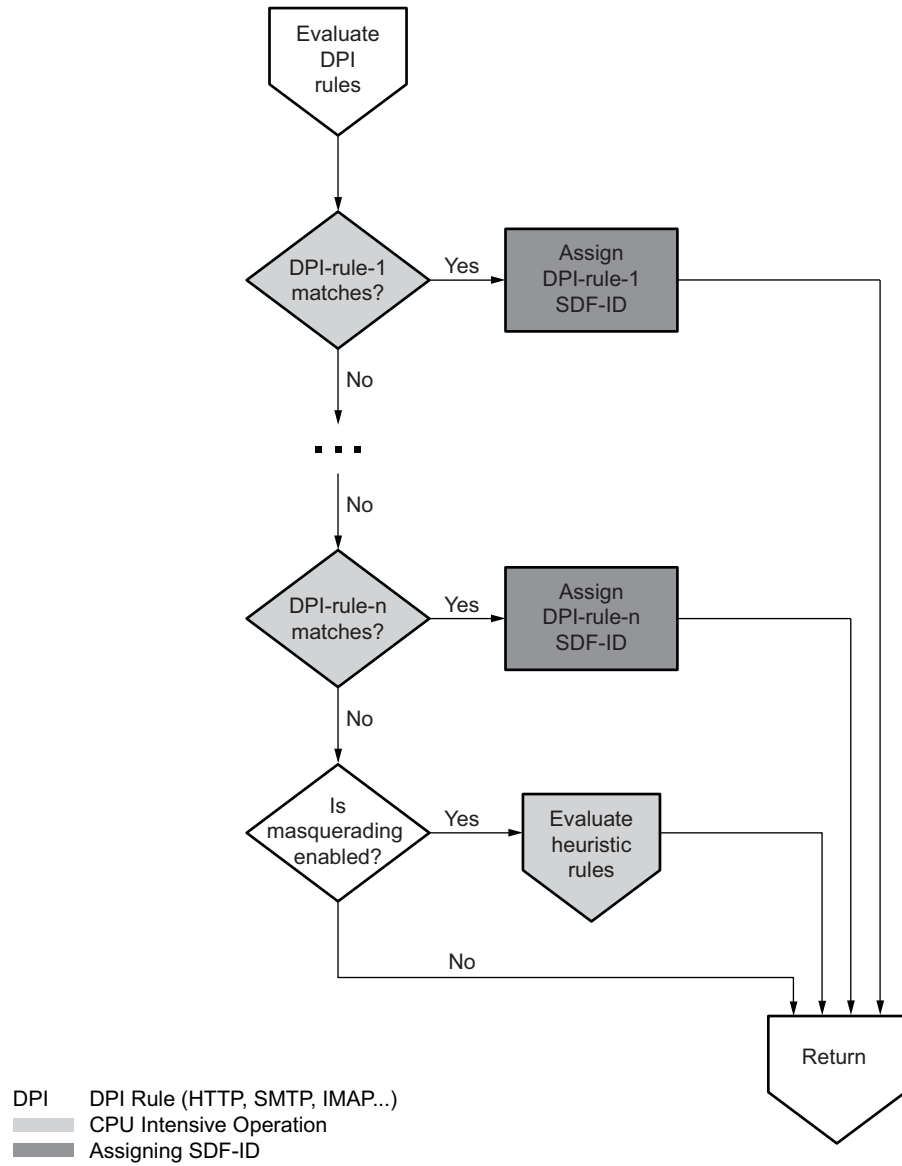 Evaluate
DPI
rules
DPI-rule-1
matches?
Yes
Assign
DPI-rule-1
SDF-ID
No
No
DPI-rule-n
matches?
Yes
Assign
DPI-rule-n
SDF-ID
No
Is
masquerading
enabled?
Yes
Evaluate
heuristic
rules
No
Return
DPI DPI Rule (HTTP, SMTP, IMAP...)
CPU Intensive Operation
Assigning SDF-ID